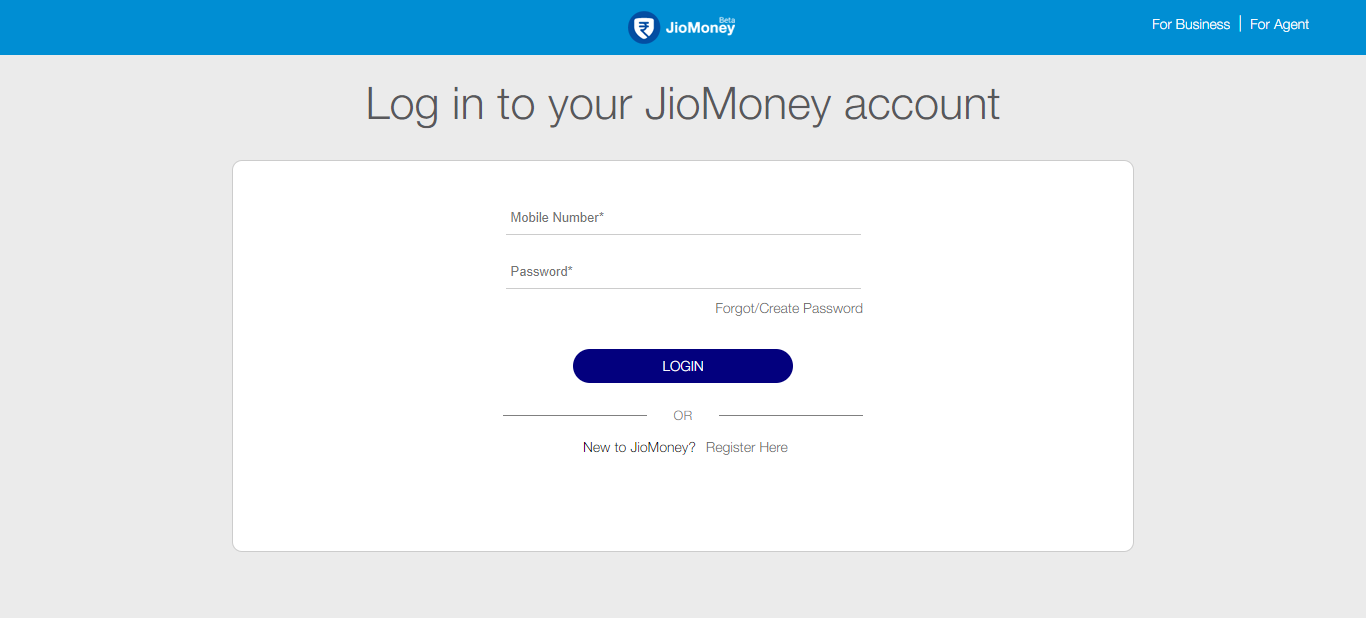 JioMoney Beta
For Business | For Agent
Log in to your JioMoney account
Mobile Number*
Password*
Forgot/Create Password
LOGIN
OR
New to JioMoney? Register Here